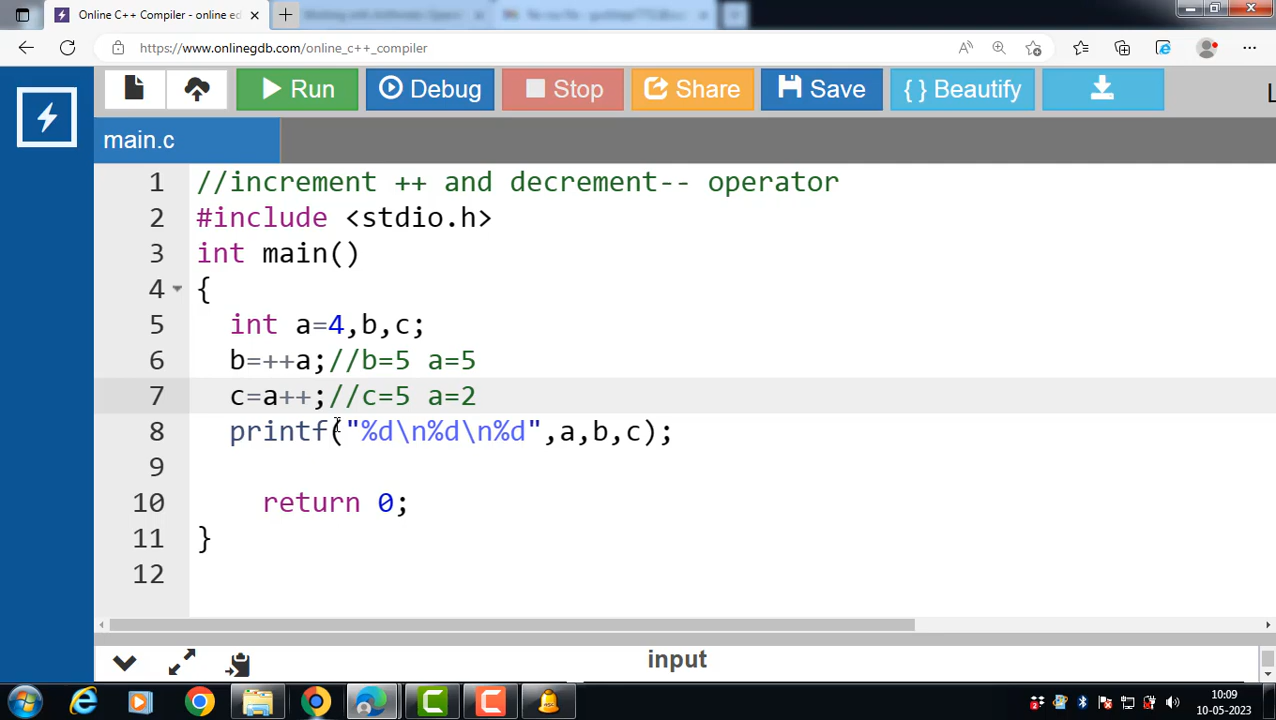 Online C++ Compiler - online ed
https://www.onlinegdb.com/online_c++_compiler
Run Debug Stop Share Save { } Beautify
main.c
1 //increment ++ and decrement-- operator
2 #include <stdio.h>
3 int main()
4 {
5 int a=4,b,c;
6 b=++a;//b=5 a=5
7 c=a++;//c=5 a=2
8 printf("%d\n%d\n%d",a,b,c);
9
10 return 0;
11 }
12
input
10:09
10-05-2023